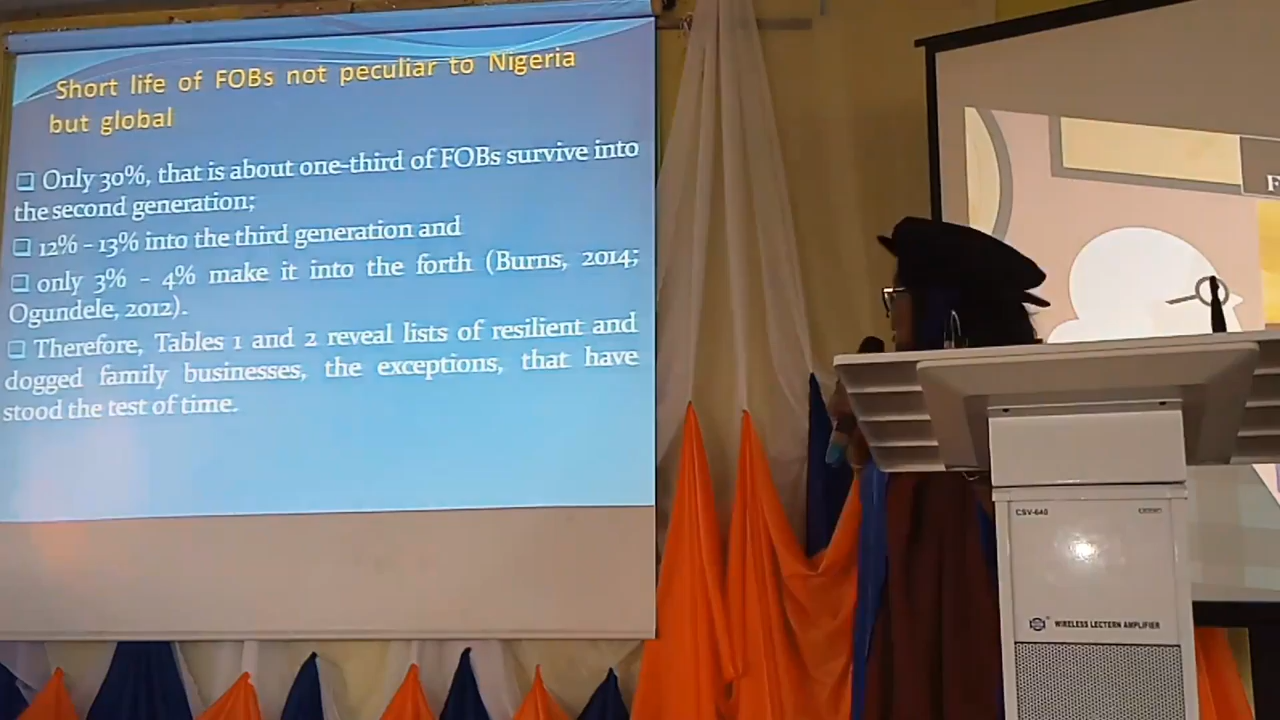 Short life of FOBs not peculiar to Nigeria
but global
❑ Only 30%, that is about one-third of FOBs survive into
the second generation;
❑ 12% – 13% into the third generation and
❑ only 3% – 4% make it into the forth (Burns, 2014;
Ogundele, 2012).
❑ Therefore, Tables 1 and 2 reveal lists of resilient and
dogged family businesses, the exceptions, that have
stood the test of time.
F
CSV-640
WIRELESS LECTERN AMPLIFIER